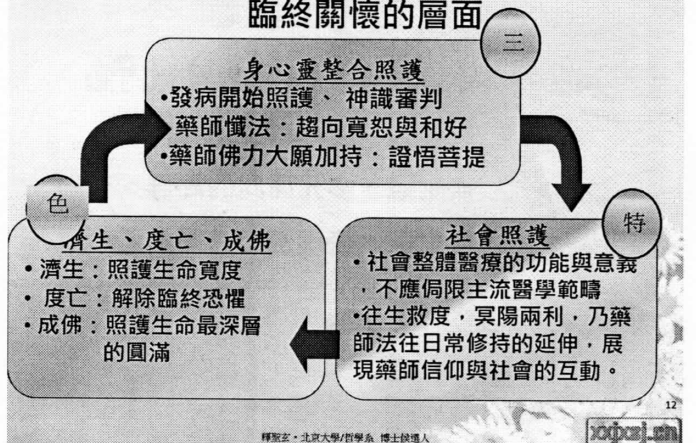 臨終關懷的層面
三
身心靈整合照護
•發病開始照護、神識審判
藥師懺法：趨向寬恕與和好
•藥師佛力大願加持：證悟菩提
特
社會照護
•社會整體醫療的功能與意義
，不應侷限主流醫學範疇
•往生救度，冥陽兩利，乃藥
師法往日常修持的延伸，展
現藥師信仰與社會的互動。
色
濟生、度亡、成佛
•濟生：照護生命寬度
•度亡：解除臨終恐懼
•成佛：照護生命最深層
的圓滿
12
釋聖玄・北京大學/哲學系 博士候選人